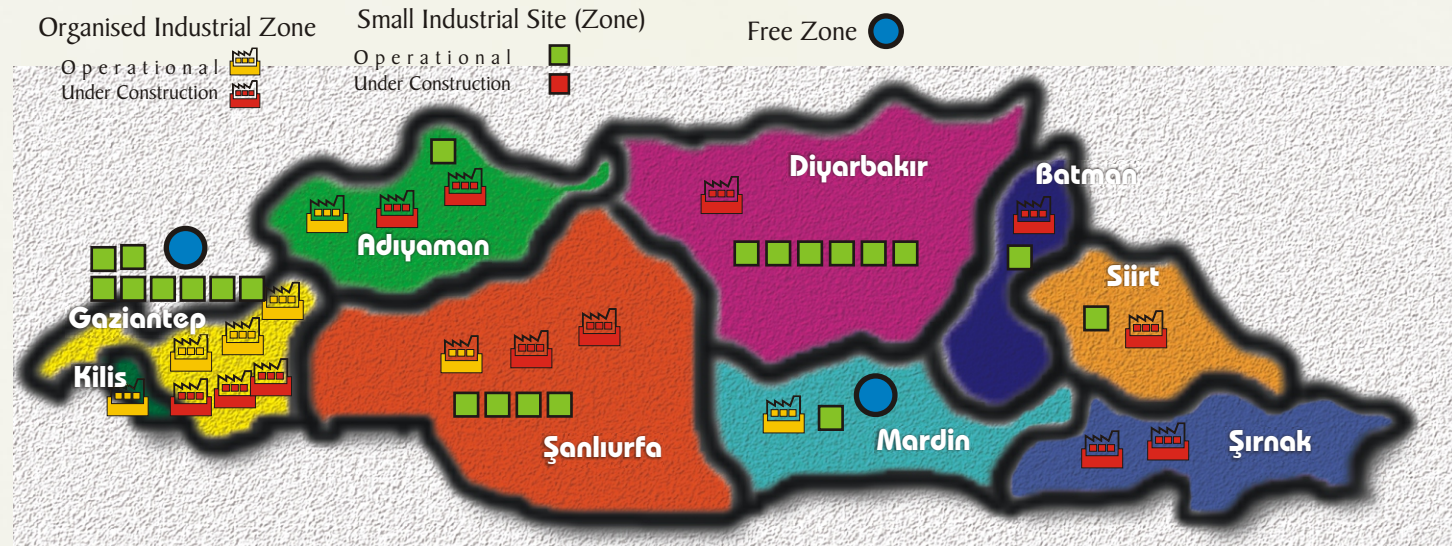 Organised Industrial Zone
Operational
Under Construction
Small Industrial Site (Zone)
Operational
Under Construction
Free Zone
Diyarbakır
Batman
Adıyaman
Siirt
Gaziantep
Kilis
Şanlıurfa
Mardin
Şırnak